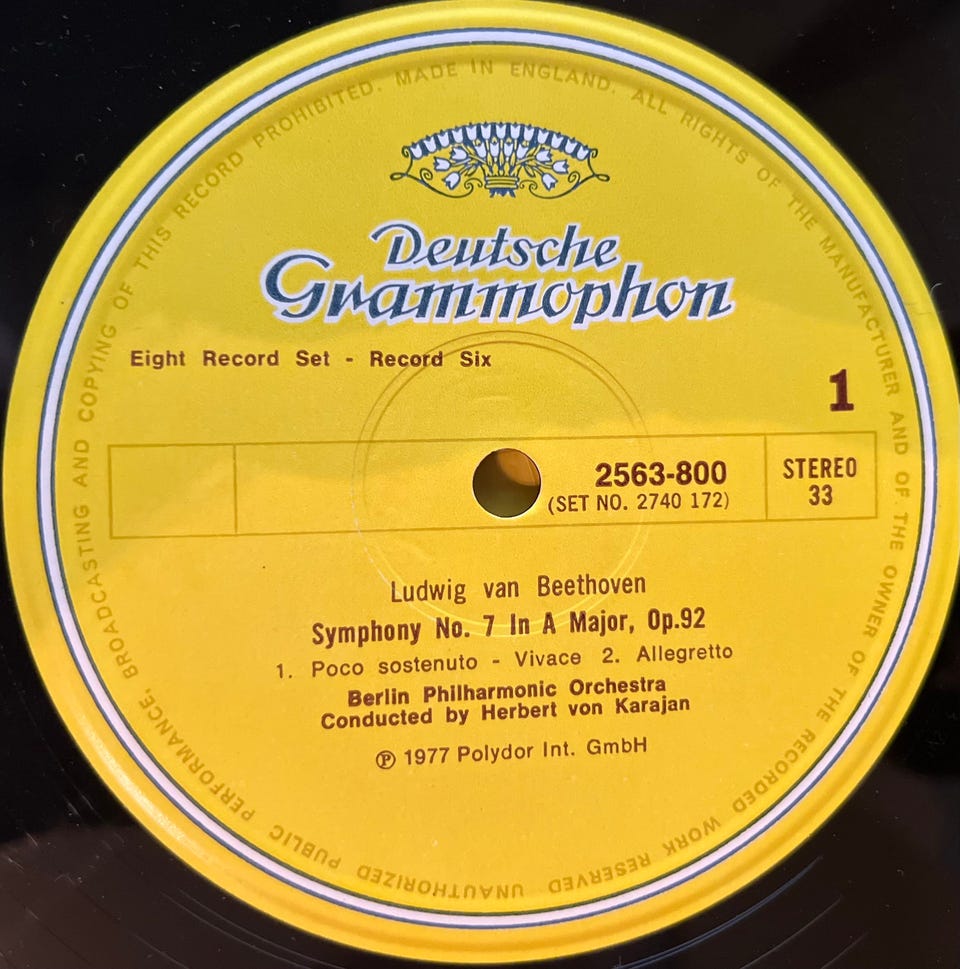 MADE IN ENGLAND. ALL RIGHTS OF THE MANUFACTURER AND OF THE OWNER OF THE RECORDED WORK RESERVED UNAUTHORIZED PUBLIC PERFORMANCE, BROADCASTING AND COPYING OF THIS RECORD PROHIBITED.
Deutsche
Grammophon
Eight Record Set - Record Six
1
2563-800
(SET NO. 2740 172)
STEREO
33
Ludwig van Beethoven
Symphony No. 7 In A Major, Op.92
1. Poco sostenuto - Vivace 2. Allegretto
Berlin Philharmonic Orchestra
Conducted by Herbert von Karajan
℗ 1977 Polydor Int. GmbH